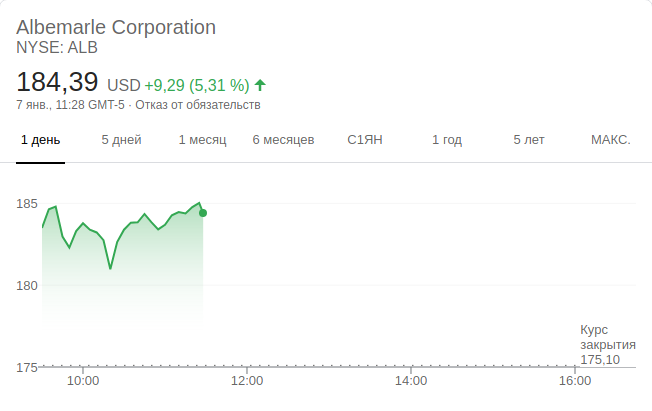 Albemarle Corporation
NYSE: ALB
184,39 USD +9,29 (5,31 %)
7 янв., 11:28 GMT-5 · Отказ от обязательств
1 день 5 дней 1 месяц 6 месяцев С1ЯН 1 год 5 лет МАКС.
185
180
175
Курс
закрытия
175,10
10:00 12:00 14:00 16:00